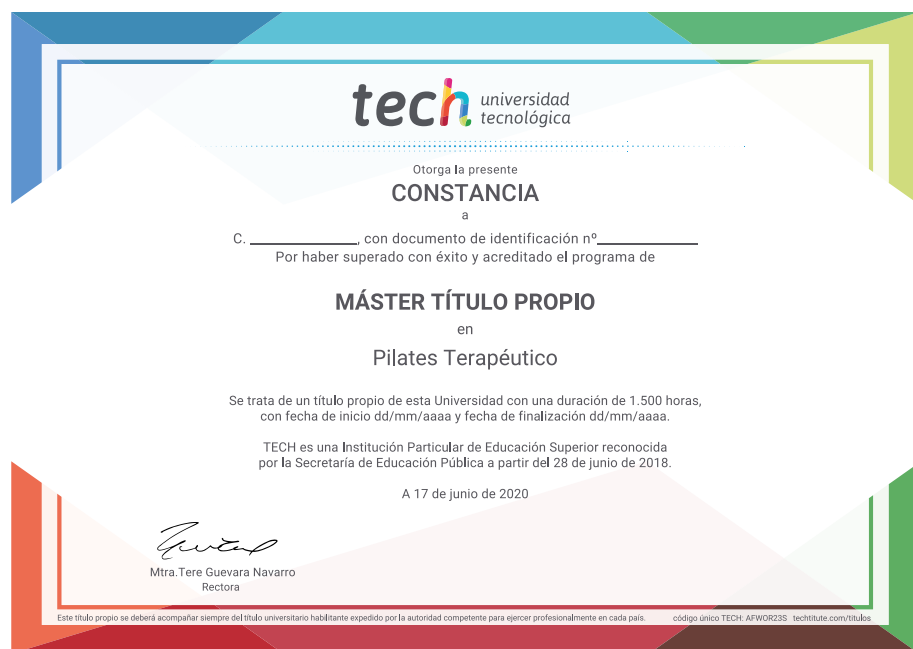 tech universidad
tecnológica
Otorga la presente
CONSTANCIA
a
C. ______________, con documento de identificación nº______________
Por haber superado con éxito y acreditado el programa de
MÁSTER TÍTULO PROPIO
en
Pilates Terapéutico
Se trata de un título propio de esta Universidad con una duración de 1.500 horas,
con fecha de inicio dd/mm/aaaa y fecha de finalización dd/mm/aaaa.
TECH es una Institución Particular de Educación Superior reconocida
por la Secretaría de Educación Pública a partir del 28 de junio de 2018.
A 17 de junio de 2020
Mtra.Tere Guevara Navarro
Rectora
Este título propio se deberá acompañar siempre del título universitario habilitante expedido por la autoridad competente para ejercer profesionalmente en cada país. código único TECH: AFWOR23S techtitute.com/titulos